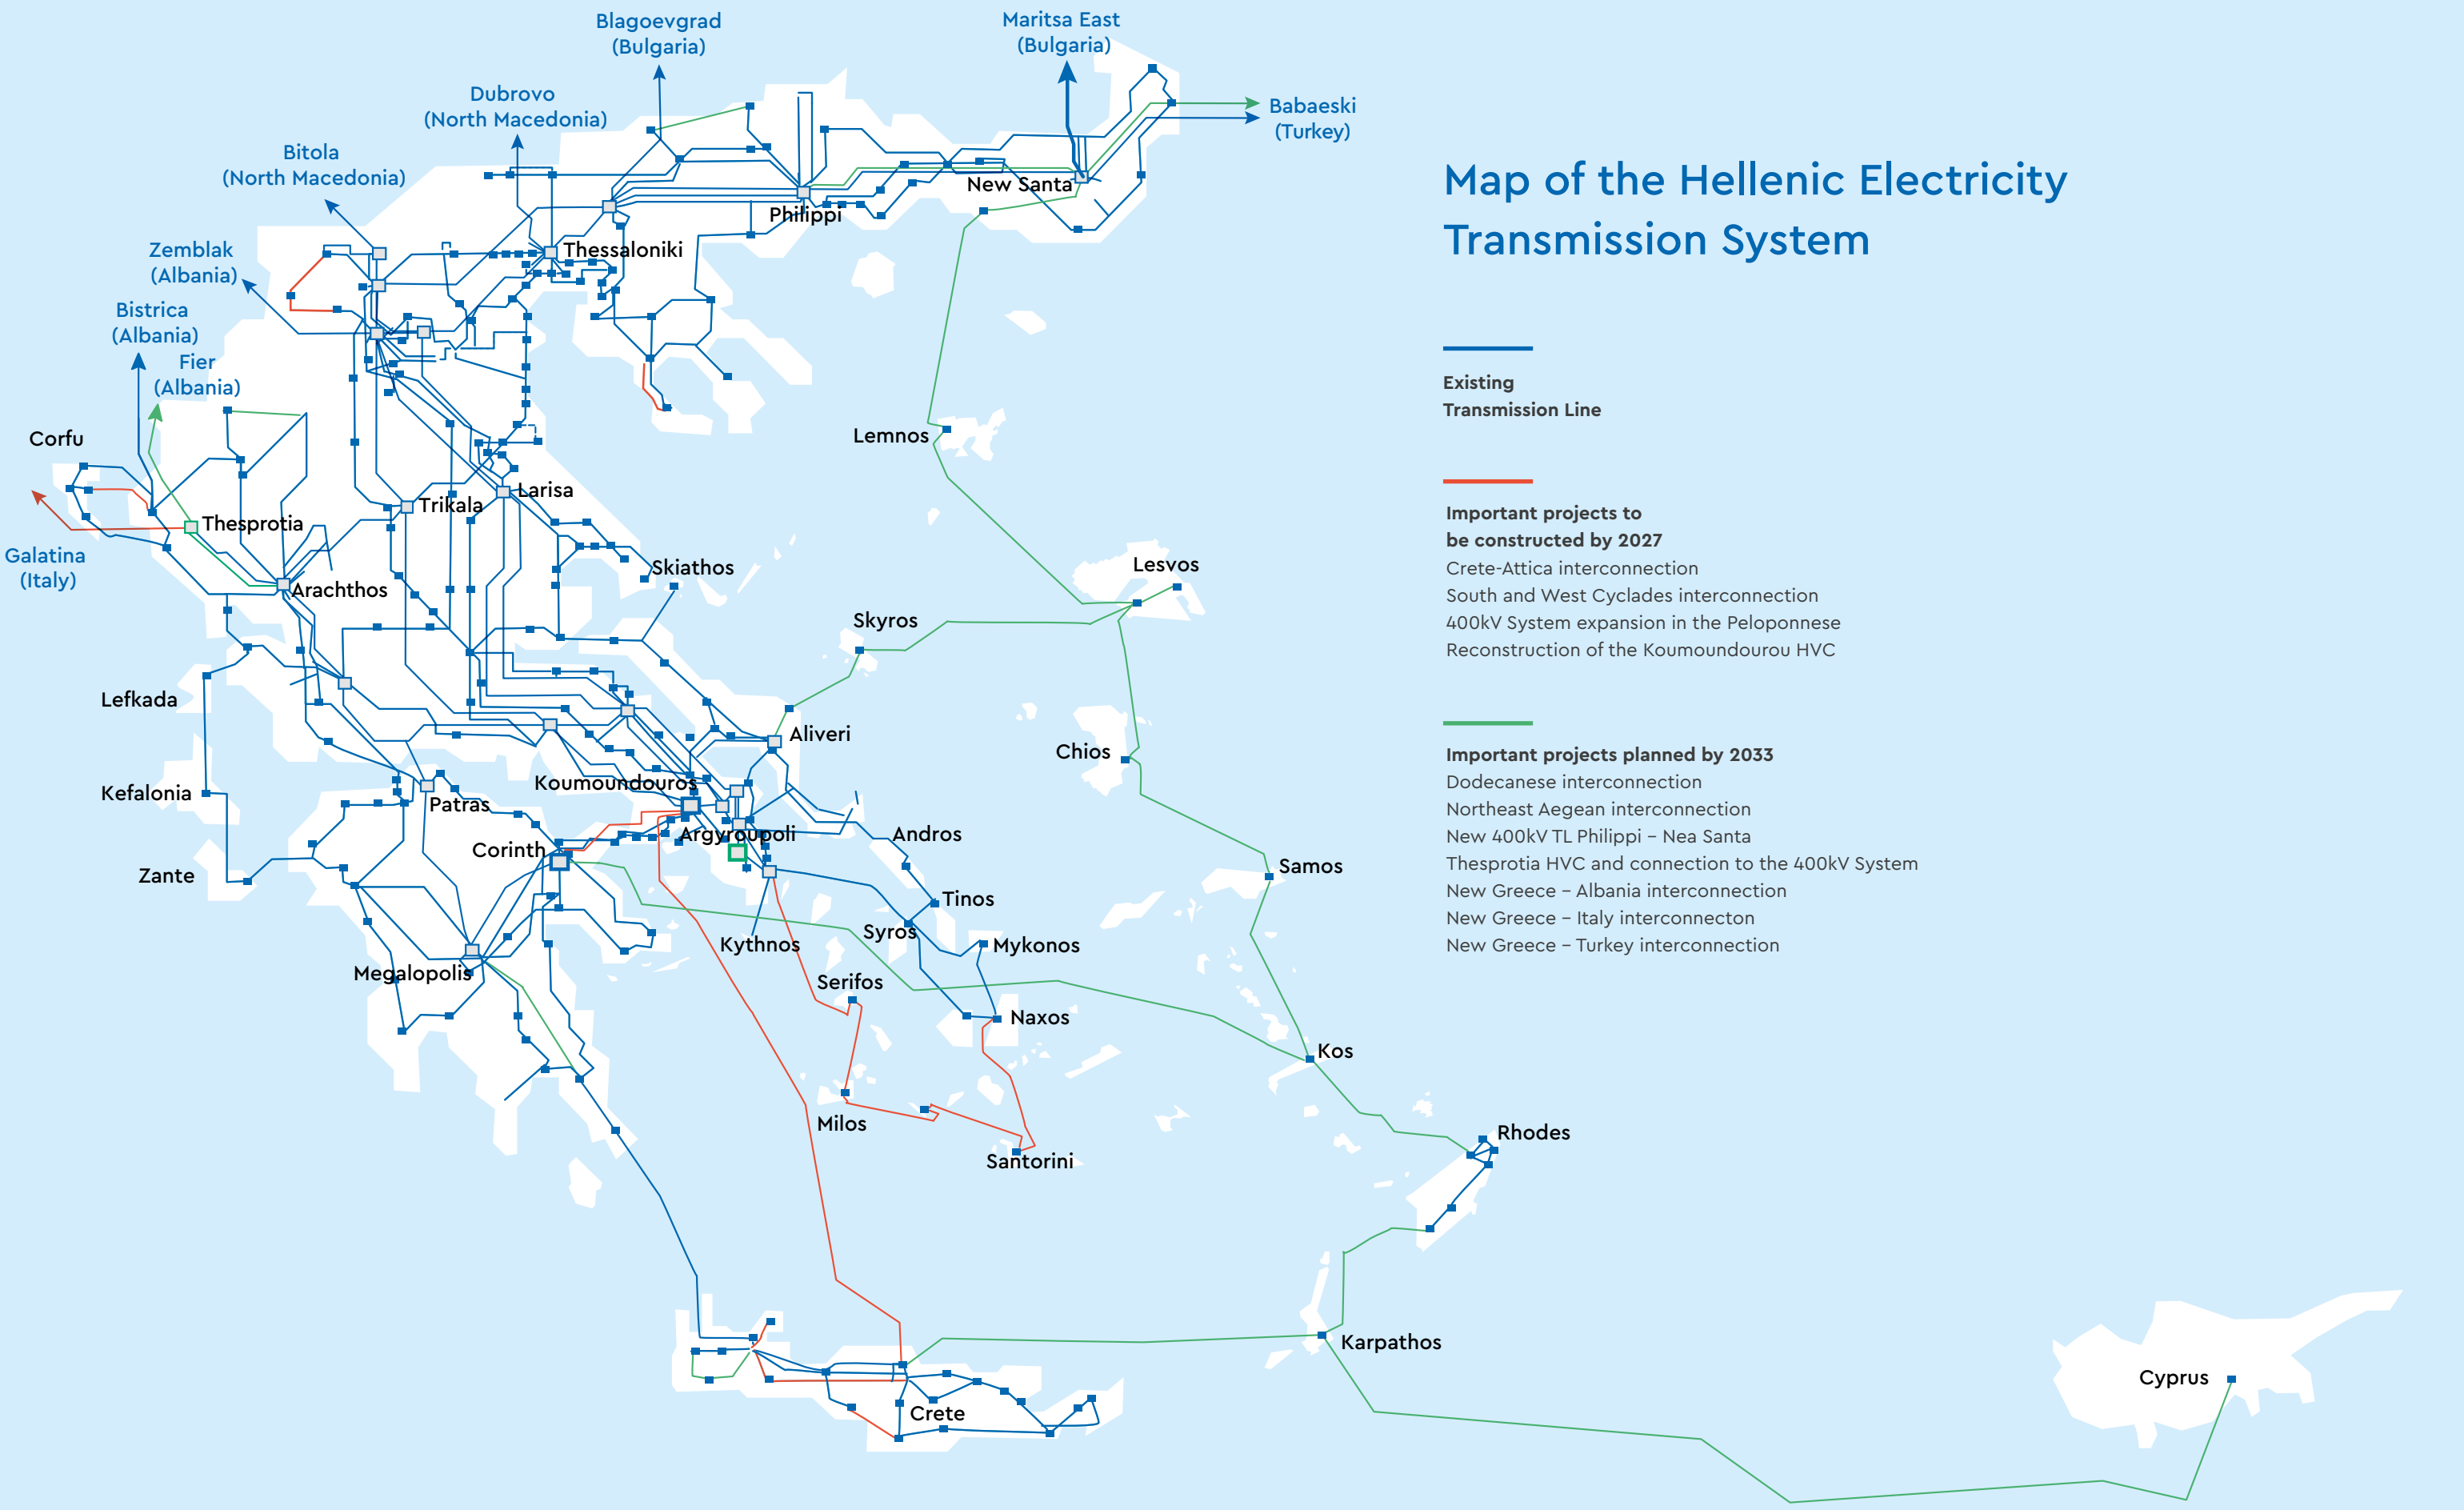 Blagoevgrad
(Bulgaria)
Maritsa East
(Bulgaria)
Dubrovo
(North Macedonia)
Babaeski
(Turkey)
Bitola
(North Macedonia)
Map of the Hellenic Electricity
Transmission System
New Santa
Philippi
Zemblak
(Albania)
Thessaloniki
Bistrica
(Albania)
Fier
(Albania)
Existing
Transmission Line
Corfu
Lemnos
Larisa
Trikala
Thesprotia
Important projects to
be constructed by 2027
Crete-Attica interconnection
South and West Cyclades interconnection
400kV System expansion in the Peloponnese
Reconstruction of the Koumoundourou HVC
Galatina
(Italy)
Skiathos
Lesvos
Arachthos
Skyros
Lefkada
Aliveri
Chios
Important projects planned by 2033
Dodecanese interconnection
Northeast Aegean interconnection
New 400kV TL Philippi – Nea Santa
Thesprotia HVC and connection to the 400kV System
New Greece – Albania interconnection
New Greece – Italy interconnecton
New Greece – Turkey interconnection
Koumoundouros
Kefalonia
Patras
Argyroupoli
Andros
Corinth
Samos
Zante
Tinos
Syros
Kythnos
Mykonos
Megalopolis
Serifos
Naxos
Kos
Milos
Rhodes
Santorini
Karpathos
Cyprus
Crete